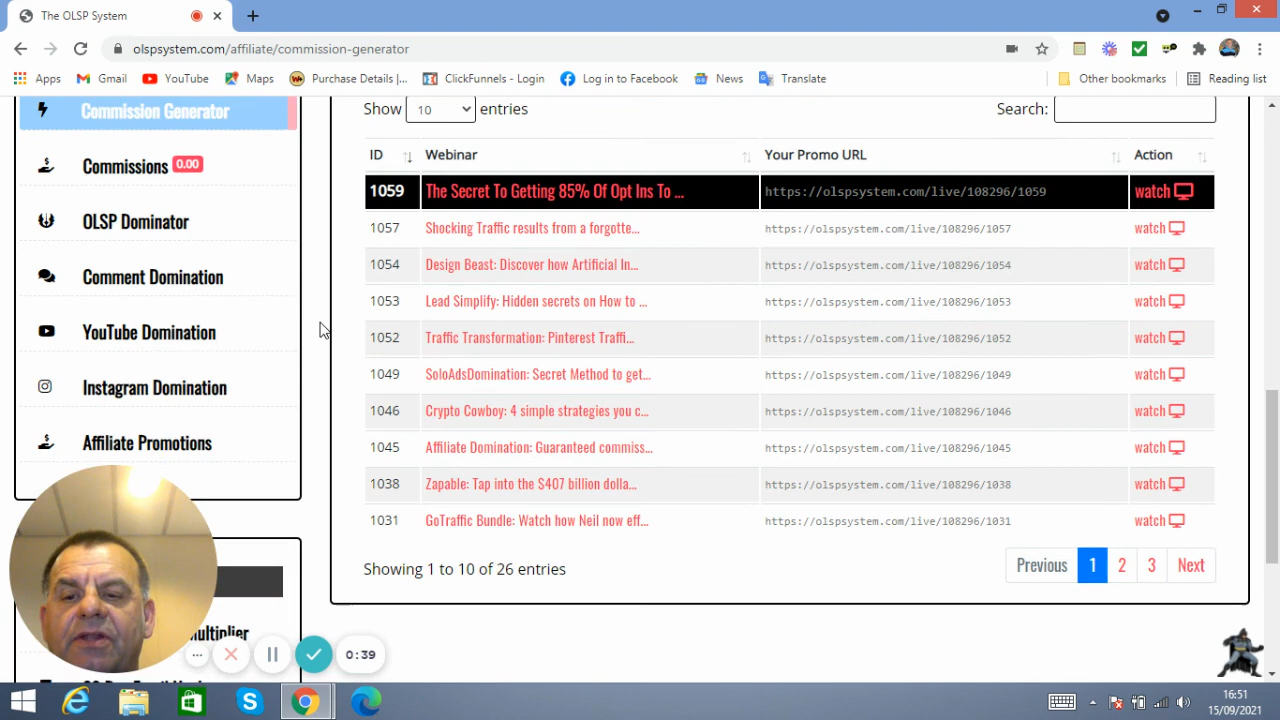 The OLSP System
olspsystem.com/affiliate/commission-generator
Apps Gmail YouTube Maps Purchase Details |... ClickFunnels - Login Log in to Facebook News Translate Other bookmarks Reading list
Commission Generator
Commissions 0.00
OLSP Dominator
Comment Domination
YouTube Domination
Instagram Domination
Affiliate Promotions
Show 10 entries Search:
ID Webinar Your Promo URL Action
1059 The Secret To Getting 85% Of Opt Ins To ... https://olspsystem.com/live/108296/1059 watch
1057 Shocking Traffic results from a forgotte... https://olspsystem.com/live/108296/1057 watch
1054 Design Beast: Discover how Artificial In... https://olspsystem.com/live/108296/1054 watch
1053 Lead Simplify: Hidden secrets on How to ... https://olspsystem.com/live/108296/1053 watch
1052 Traffic Transformation: Pinterest Traffi... https://olspsystem.com/live/108296/1052 watch
1049 SoloAdsDomination: Secret Method to get... https://olspsystem.com/live/108296/1049 watch
1046 Crypto Cowboy: 4 simple strategies you c... https://olspsystem.com/live/108296/1046 watch
1045 Affiliate Domination: Guaranteed commiss... https://olspsystem.com/live/108296/1045 watch
1038 Zapable: Tap into the $407 billion dolla... https://olspsystem.com/live/108296/1038 watch
1031 GoTraffic Bundle: Watch how Neil now eff... https://olspsystem.com/live/108296/1031 watch
Showing 1 to 10 of 26 entries
Previous 1 2 3 Next
0:39
16:51
15/09/2021